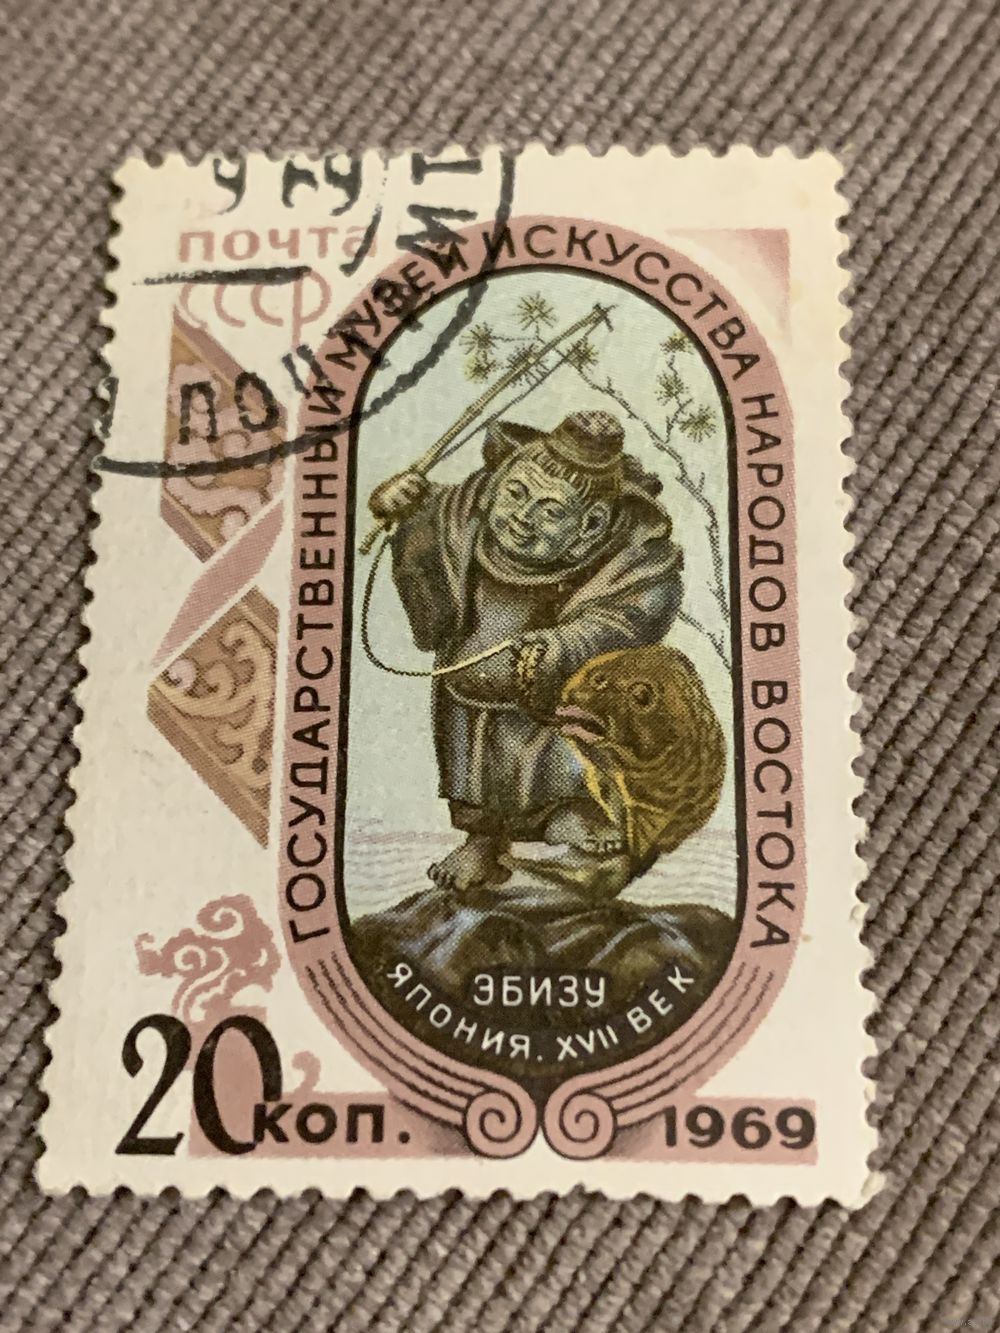 почта
СССР
ГОСУДАРСТВЕННЫЙ МУЗЕЙ ИСКУССТВА НАРОДОВ ВОСТОКА
ЭБИЗУ
ЯПОНИЯ. XVII ВЕК
20 коп.
1969